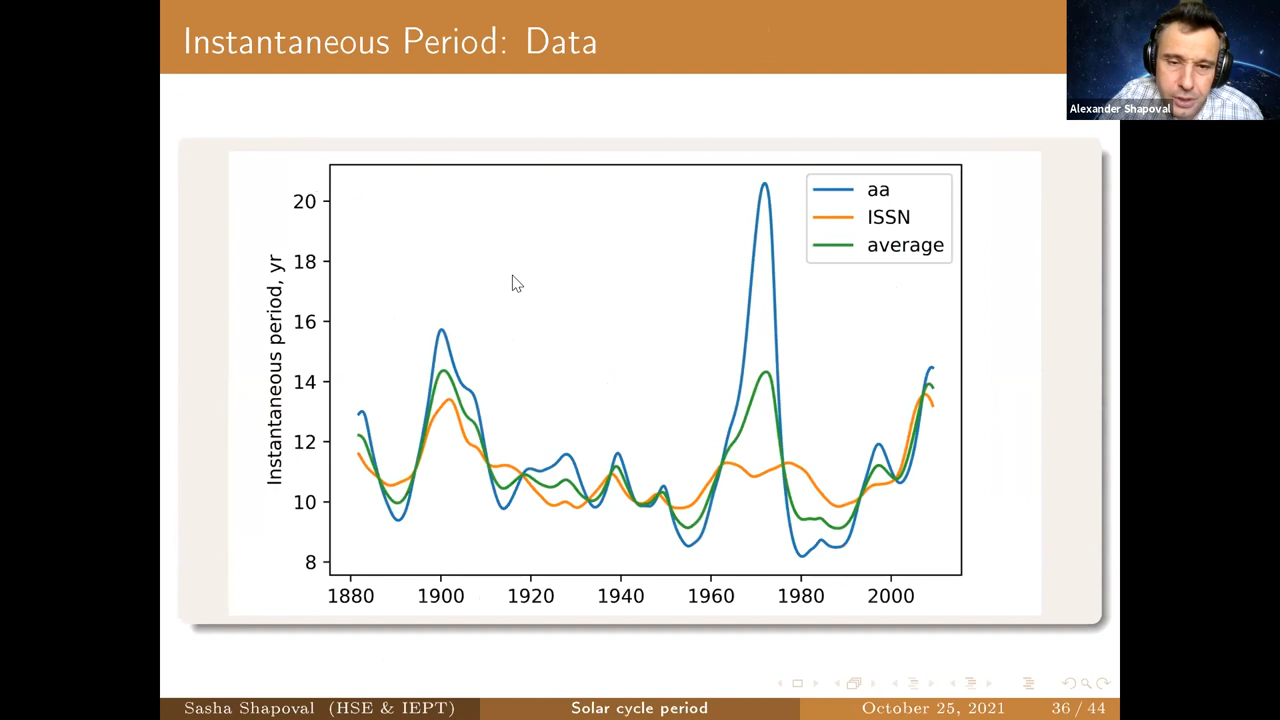 Instantaneous Period: Data
Alexander Shapoval
aa
ISSN
average
Instantaneous period, yr
20
18
16
14
12
10
8
1880 1900 1920 1940 1960 1980 2000
Sasha Shapoval (HSE & IEPT) Solar cycle period October 25, 2021 36 / 44